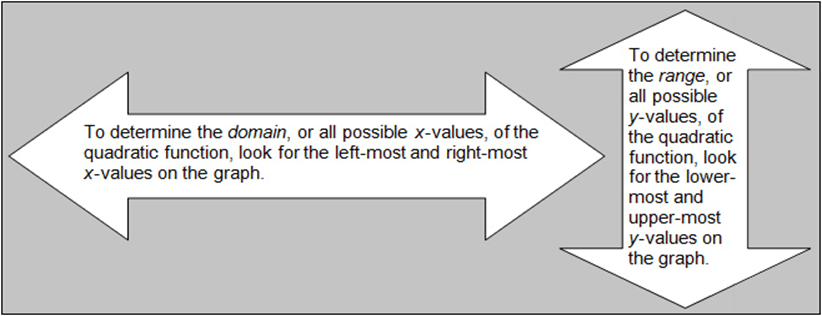 To determine the domain, or all possible x-values, of the
quadratic function, look for the left-most and right-most
x-values on the graph.
To determine
the range, or
all possible
y-values, of
the quadratic
function, look
for the lower-
most and
upper-most
y-values on
the graph.